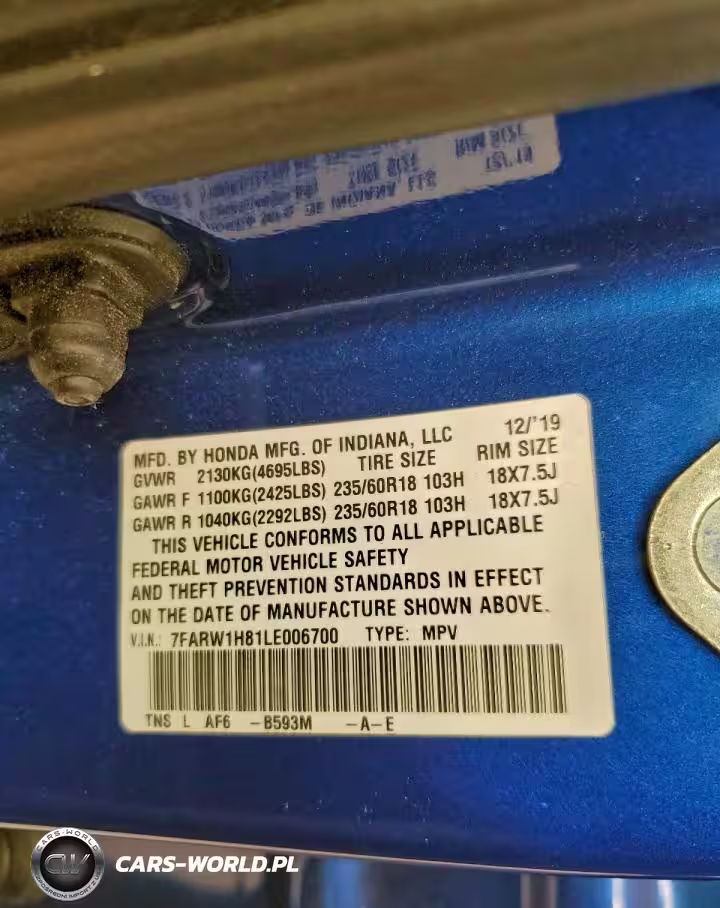 MFD. BY HONDA MFG. OF INDIANA, LLC 12/'19
GVWR 2130KG(4695LBS) TIRE SIZE RIM SIZE
GAWR F 1100KG(2425LBS) 235/60R18 103H 18X7.5J
GAWR R 1040KG(2292LBS) 235/60R18 103H 18X7.5J
THIS VEHICLE CONFORMS TO ALL APPLICABLE
FEDERAL MOTOR VEHICLE SAFETY
AND THEFT PREVENTION STANDARDS IN EFFECT
ON THE DATE OF MANUFACTURE SHOWN ABOVE.
V.I.N.: 7FARW1H81LE006700 TYPE: MPV
TNS L AF6 -B593M -A-E
CARS-WORLD
CW
CARS-WORLD.PL